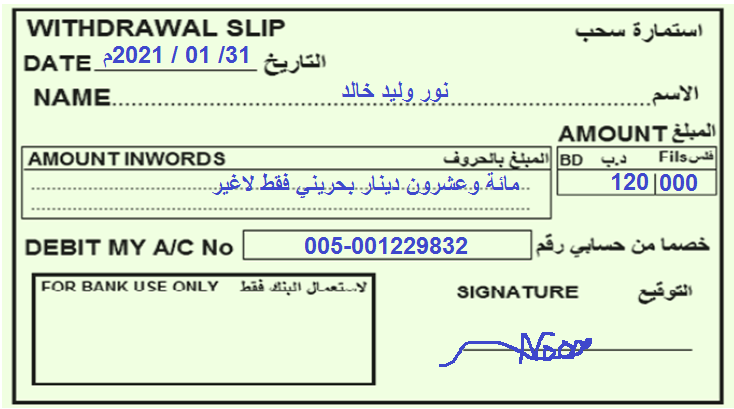 WITHDRAWAL SLIP استمارة سحب
DATE 31/ 01 / 2021م التاريخ
NAME نور وليد خالد الاسم
AMOUNT المبلغ
AMOUNT INWORDS المبلغ بالحروف
BD د.ب Fils فلس
مائة وعشرون دينار بحريني فقط لاغير
120 000
DEBIT MY A/C No 005-001229832 خصما من حسابي رقم
FOR BANK USE ONLY لاستعمال البنك فقط
SIGNATURE التوقيع